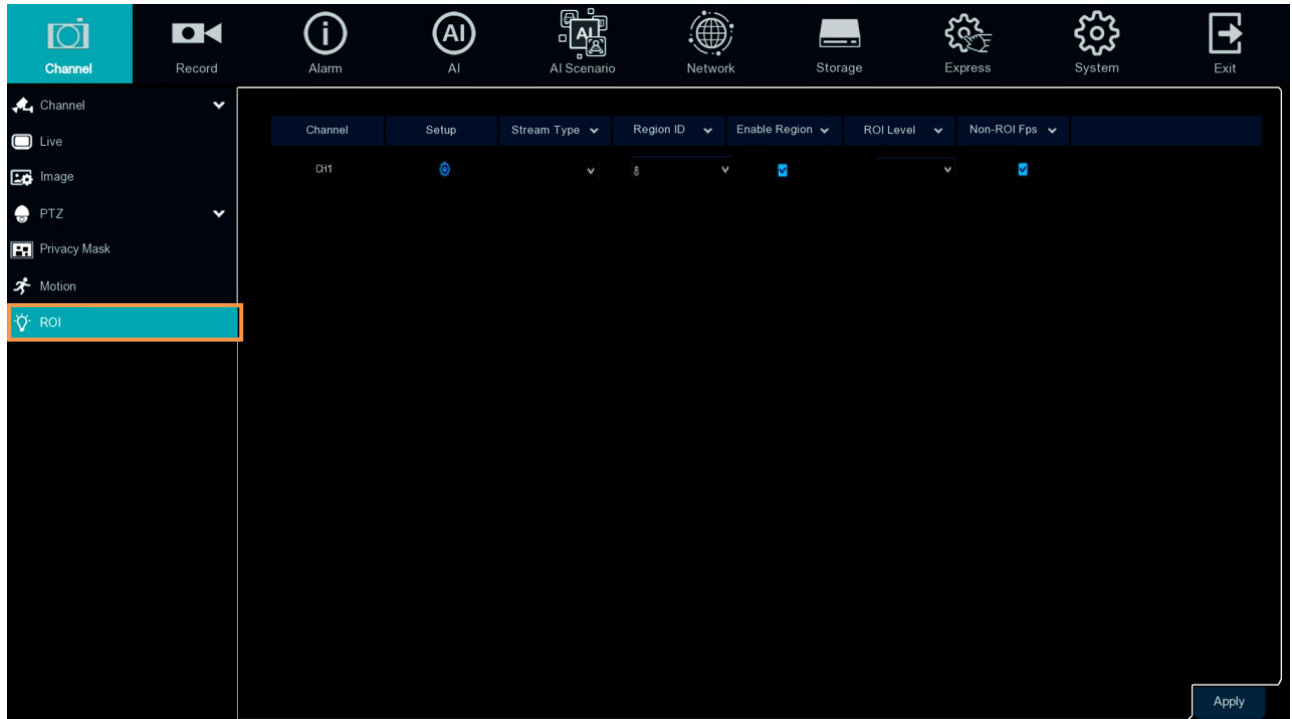 Channel Record Alarm AI AI Scenario Network Storage Express System Exit
Channel
Live
Image
PTZ
Privacy Mask
Motion
ROI
Channel Setup Stream Type Region ID Enable Region ROI Level Non-ROI Fps
CH1 8
Apply